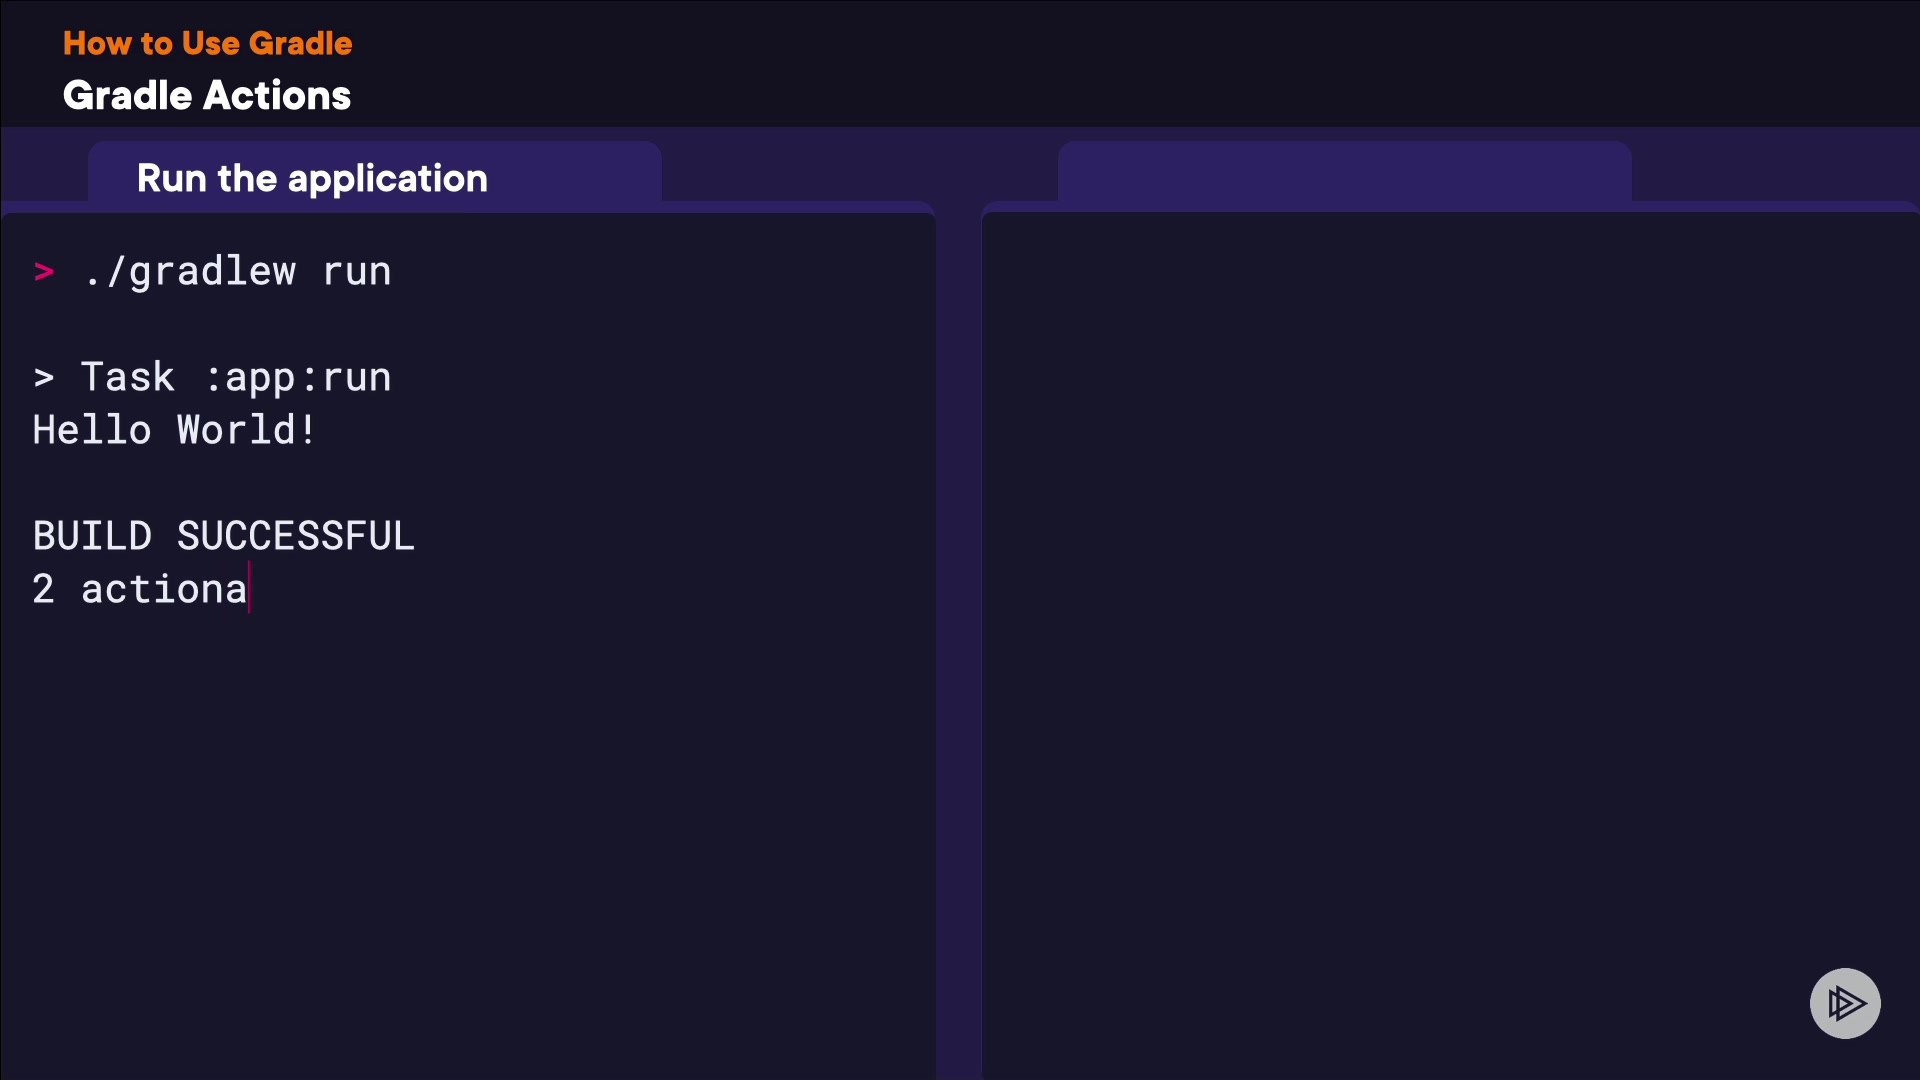 How to Use Gradle
Gradle Actions
Run the application
> ./gradlew run
> Task :app:run
Hello World!
BUILD SUCCESSFUL
2 actiona